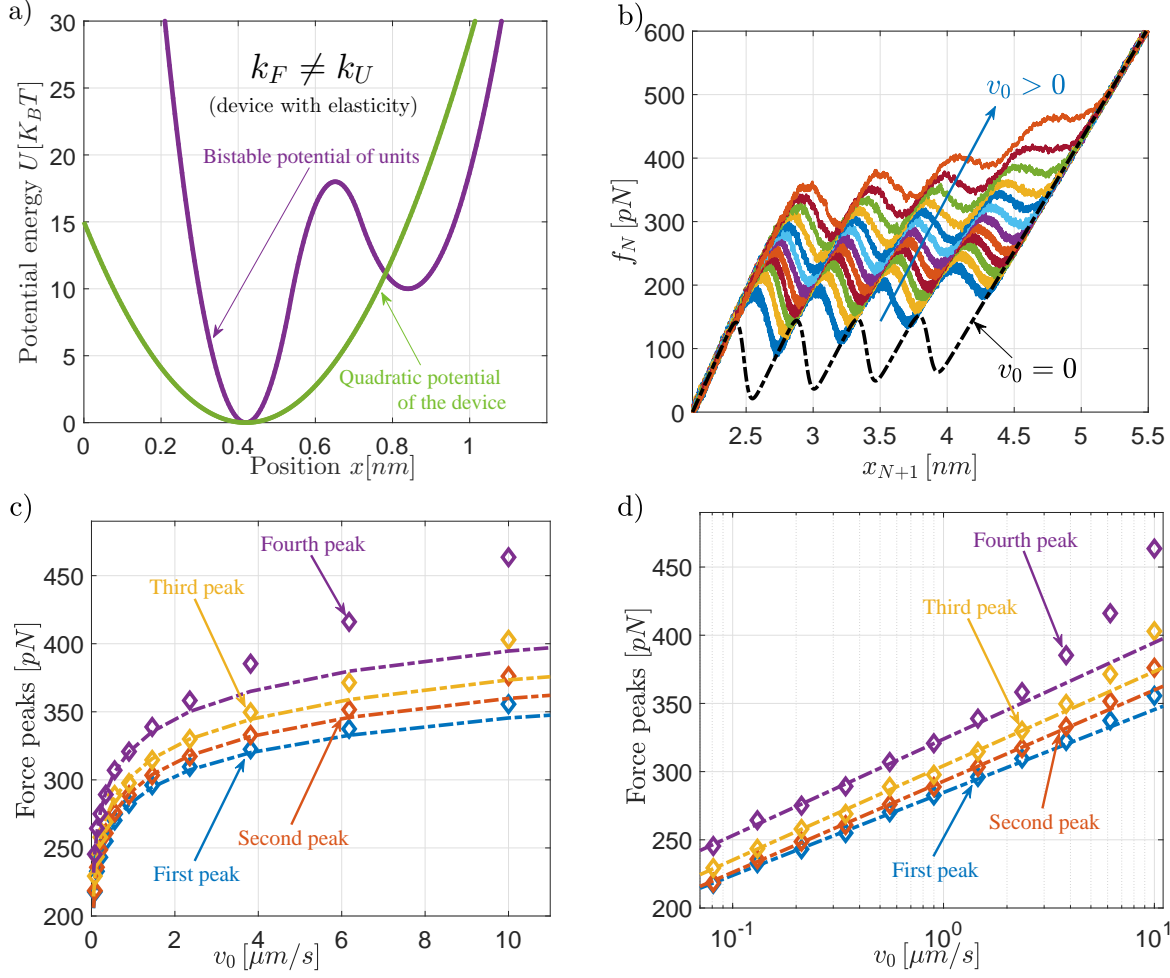 a)
30
25
20
15
10
5
0
Potential energy U[K_BT]
k_F ≠ k_U
(device with elasticity)
Bistable potential of units
Quadratic potential
of the device
0
0.2
0.4
0.6
0.8
1
Position x[nm]
b)
600
500
400
300
200
100
0
f_N [pN]
v_0 > 0
v_0 = 0
2.5
3
3.5
4
4.5
5
5.5
x_{N+1} [nm]
c)
450
400
350
300
250
200
Force peaks [pN]
Fourth peak
Third peak
Second peak
First peak
0
2
4
6
8
10
v_0 [μm/s]
d)
450
400
350
300
250
200
Force peaks [pN]
Fourth peak
Third peak
Second peak
First peak
10^{-1}
10^0
10^1
v_0 [μm/s]